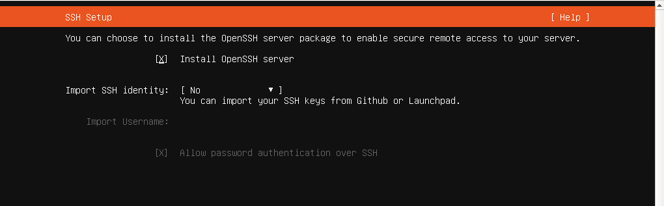 SSH Setup [ Help ]
You can choose to install the OpenSSH server package to enable secure remote access to your server.
[X] Install OpenSSH server
Import SSH identity: [ No ▾ ]
You can import your SSH keys from Github or Launchpad.
Import Username:
[X] Allow password authentication over SSH